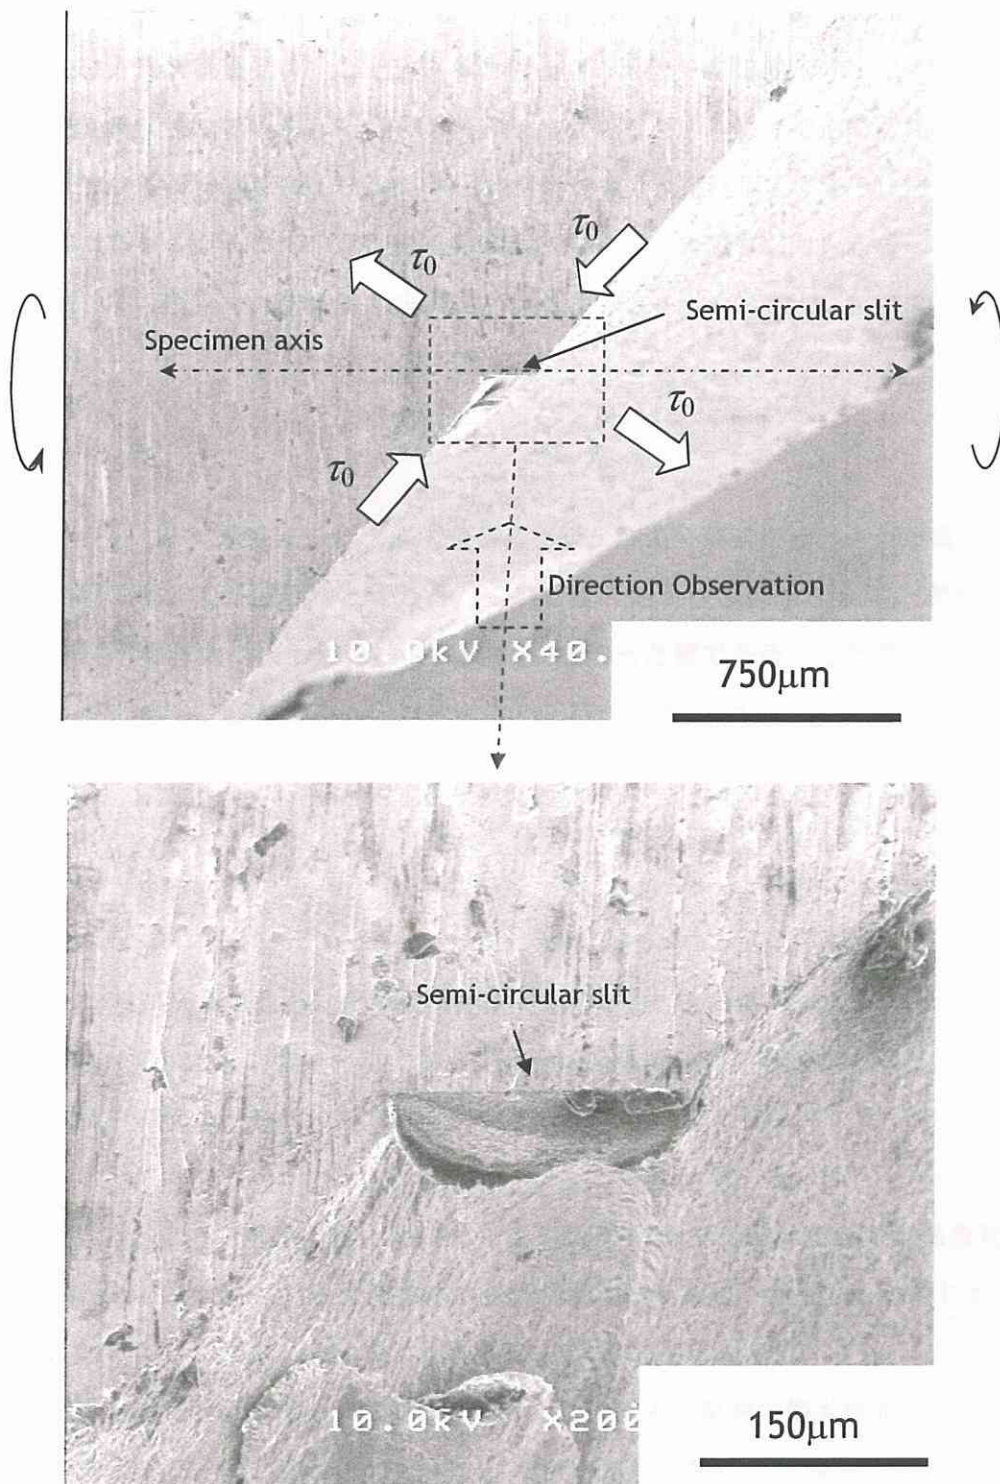 τ₀
τ₀
Semi-circular slit
Specimen axis
τ₀
τ₀
Direction Observation
10.0kV X40.
750μm
Semi-circular slit
10.0kV X200
150μm